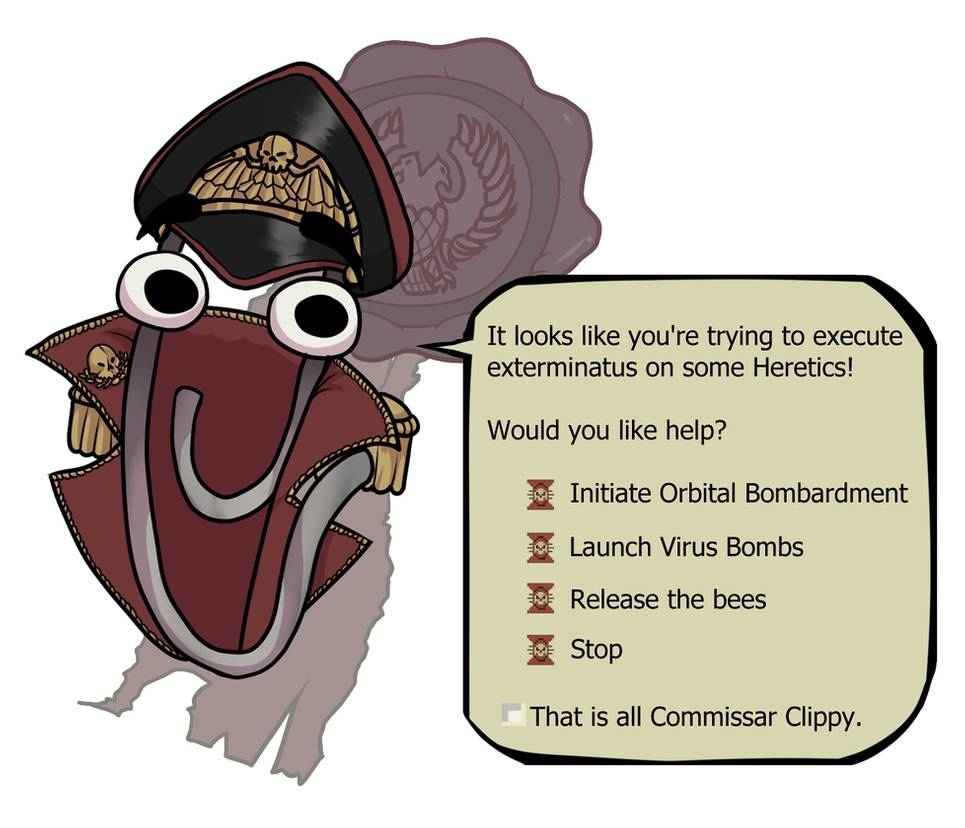 It looks like you're trying to execute
exterminatus on some Heretics!
Would you like help?
Initiate Orbital Bombardment
Launch Virus Bombs
Release the bees
Stop
That is all Commissar Clippy.